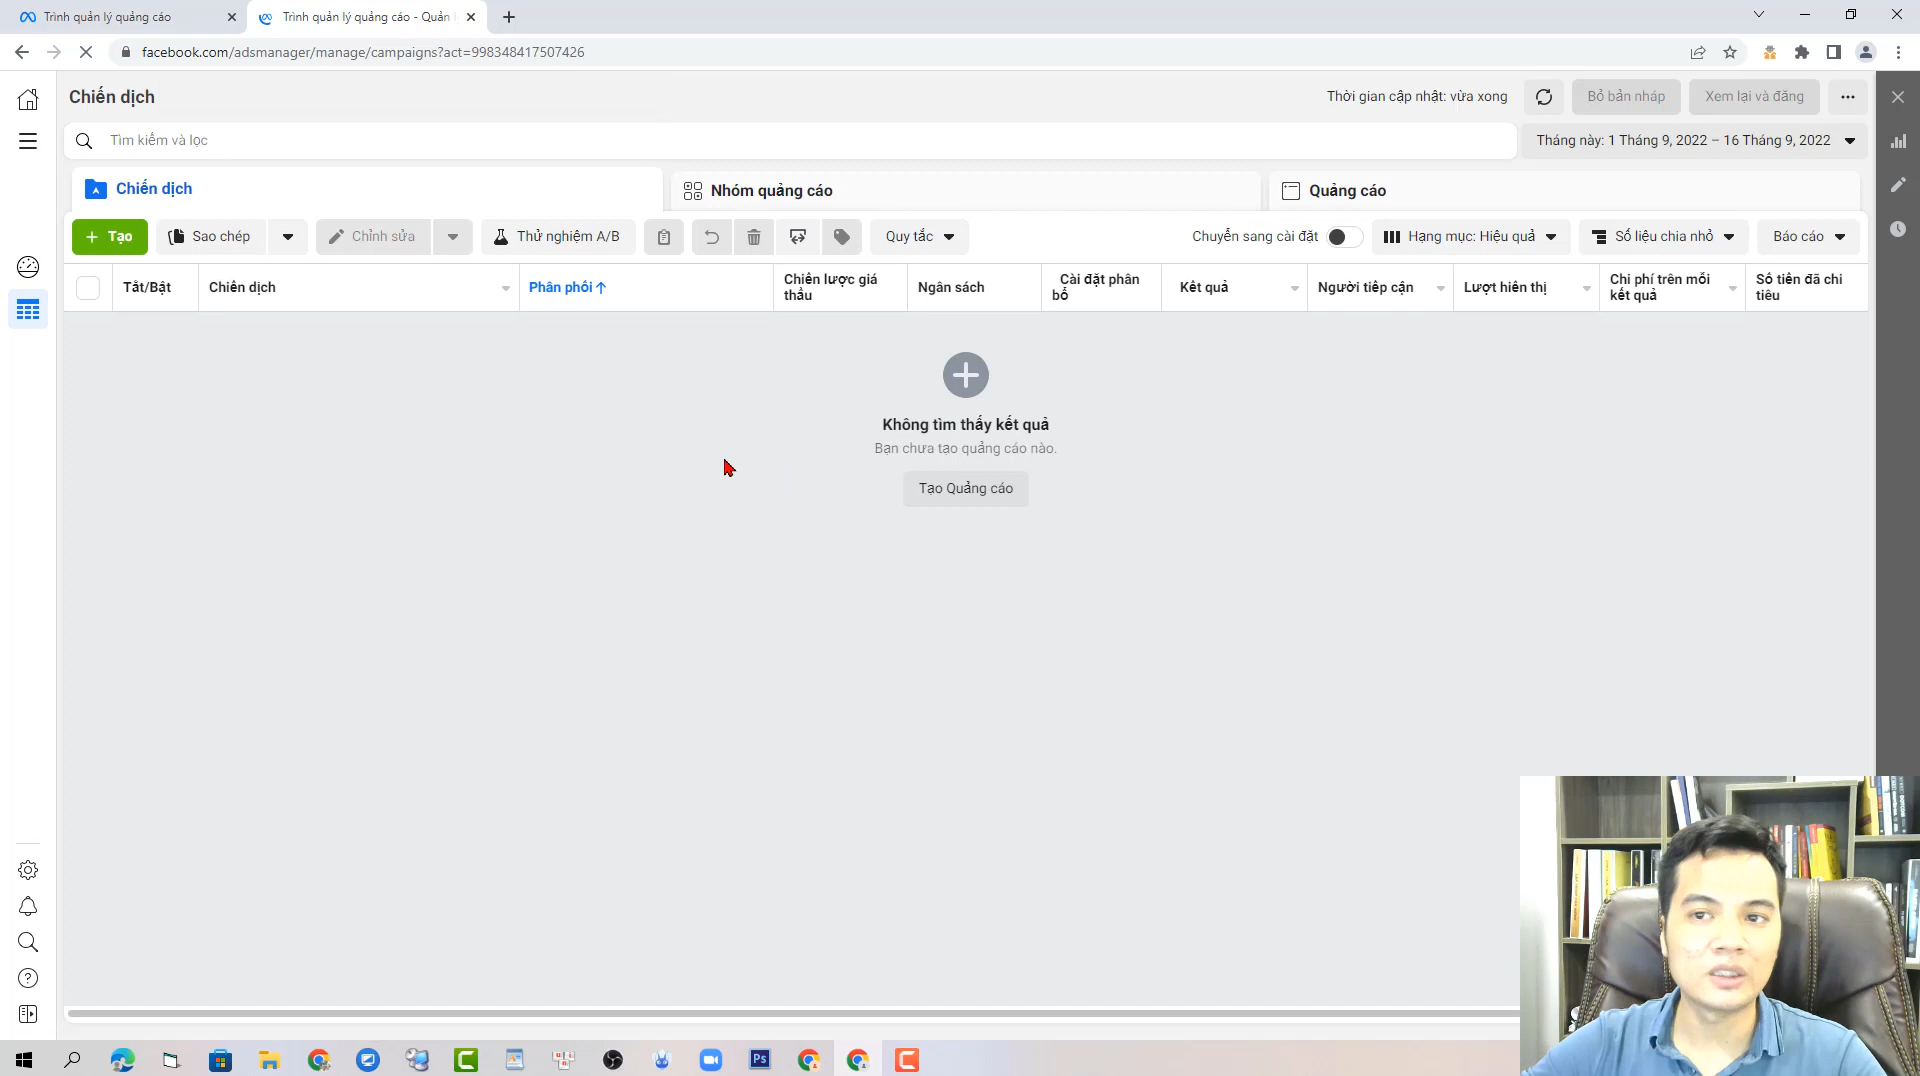 Trình quản lý quảng cáo
Trình quản lý quảng cáo - Quản l
facebook.com/adsmanager/manage/campaigns?act=998348417507426
Chiến dịch
Thời gian cập nhật: vừa xong
Bỏ bản nháp
Xem lại và đăng
Tìm kiếm và lọc
Tháng này: 1 Tháng 9, 2022 – 16 Tháng 9, 2022
Chiến dịch
Nhóm quảng cáo
Quảng cáo
+ Tạo
Sao chép
Chỉnh sửa
Thử nghiệm A/B
Quy tắc
Chuyển sang cài đặt
Hạng mục: Hiệu quả
Số liệu chia nhỏ
Báo cáo
Tắt/Bật
Chiến dịch
Phân phối ↑
Chiến lược giá
thầu
Ngân sách
Cài đặt phân
bổ
Kết quả
Người tiếp cận
Lượt hiển thị
Chi phí trên mỗi
kết quả
Số tiền đã chi
tiêu
Không tìm thấy kết quả
Bạn chưa tạo quảng cáo nào.
Tạo Quảng cáo
Ps